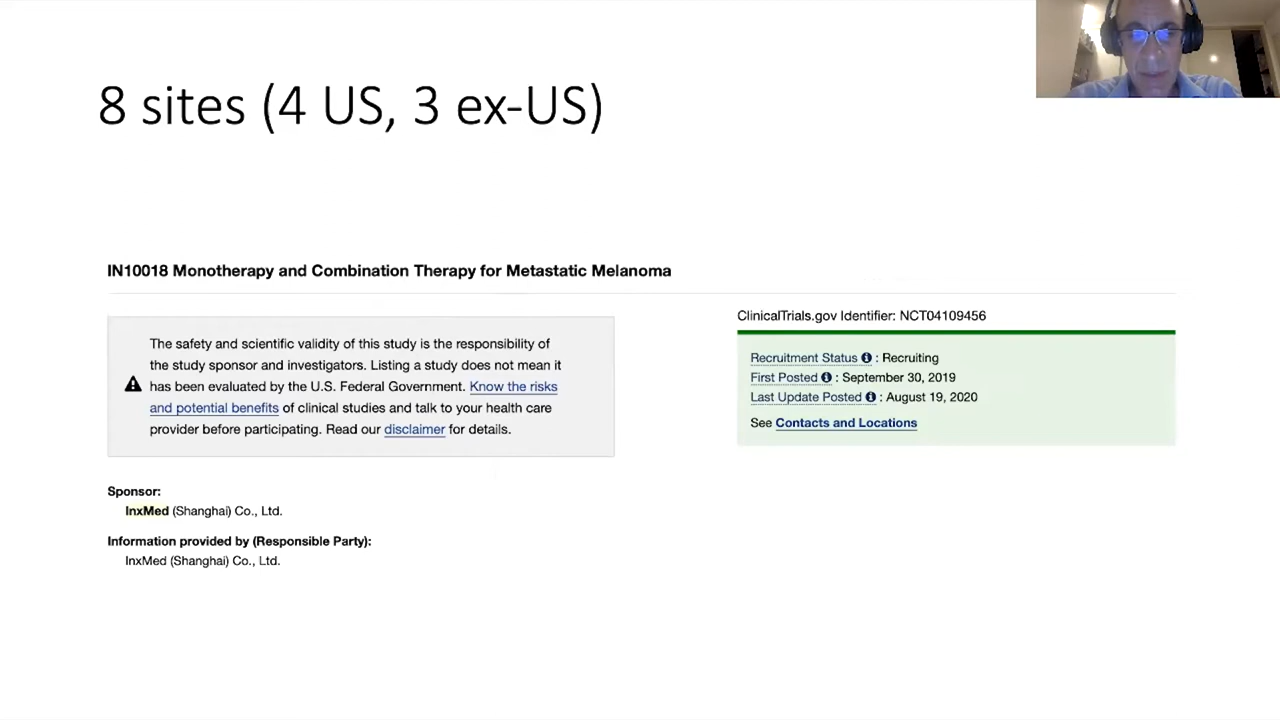 8 sites (4 US, 3 ex-US)
IN10018 Monotherapy and Combination Therapy for Metastatic Melanoma
The safety and scientific validity of this study is the responsibility of
the study sponsor and investigators. Listing a study does not mean it
has been evaluated by the U.S. Federal Government. Know the risks
and potential benefits of clinical studies and talk to your health care
provider before participating. Read our disclaimer for details.
ClinicalTrials.gov Identifier: NCT04109456
Recruitment Status : Recruiting
First Posted : September 30, 2019
Last Update Posted : August 19, 2020
See Contacts and Locations
Sponsor:
InxMed (Shanghai) Co., Ltd.
Information provided by (Responsible Party):
InxMed (Shanghai) Co., Ltd.